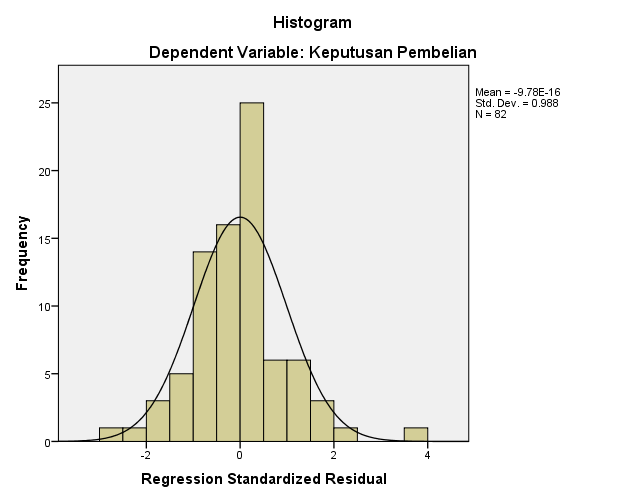 Histogram
Dependent Variable: Keputusan Pembelian
Mean = -9.78E-16
Std. Dev. = 0.988
N = 82
Frequency
25
20
15
10
5
0
-2 0 2 4
Regression Standardized Residual